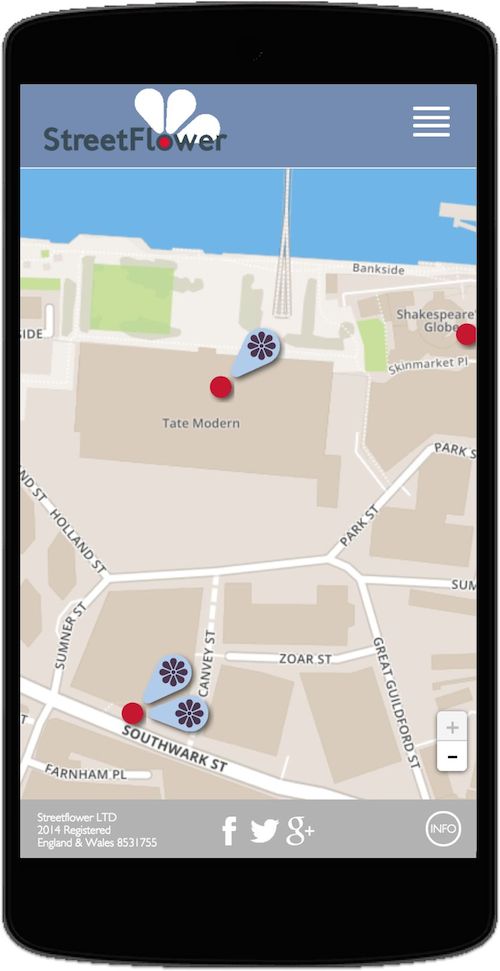 StreetFlower
Bankside
Shakespeare'
Globe
SIDE
Skinmarket Pl
Tate Modern
PARK S
ND ST
HOLLAND ST
PARK ST
SUM
SUMNER ST
CANVEY ST
ZOAR ST
GREAT GUILDFORD ST
SOUTHWARK ST
T
FARNHAM PL
+
-
Streetflower LTD
2014 Registered
England & Wales 8531755
f
g+
INFO